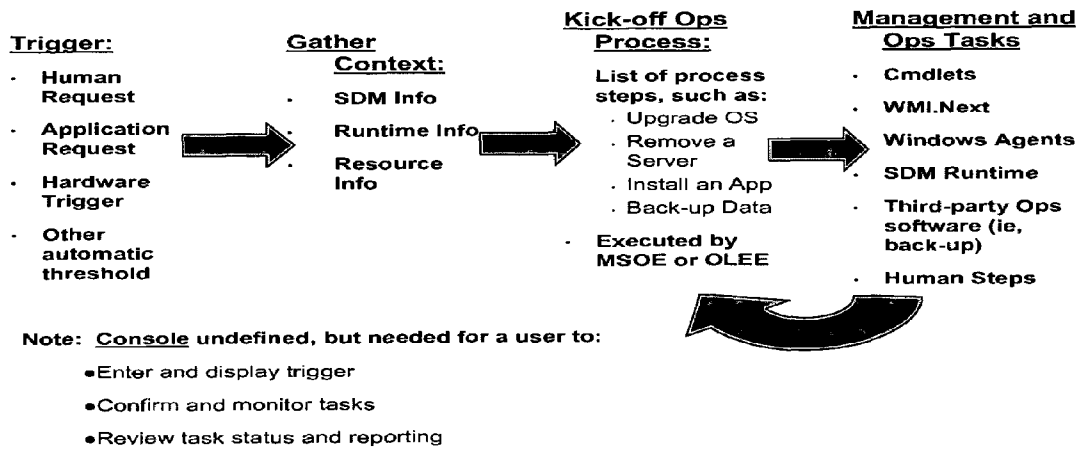 Trigger:
· Human
Request
· Application
Request
· Hardware
Trigger
· Other
automatic
threshold
Gather
Context:
· SDM Info
· Runtime Info
· Resource
Info
Kick-off Ops
Process:
List of process
steps, such as:
· Upgrade OS
· Remove a
Server
· Install an App
· Back-up Data
· Executed by
MSOE or OLEE
Management and
Ops Tasks
· Cmdlets
· WMI.Next
· Windows Agents
· SDM Runtime
· Third-party Ops
software (ie,
back-up)
· Human Steps
Note: Console undefined, but needed for a user to:
•Enter and display trigger
•Confirm and monitor tasks
•Review task status and reporting